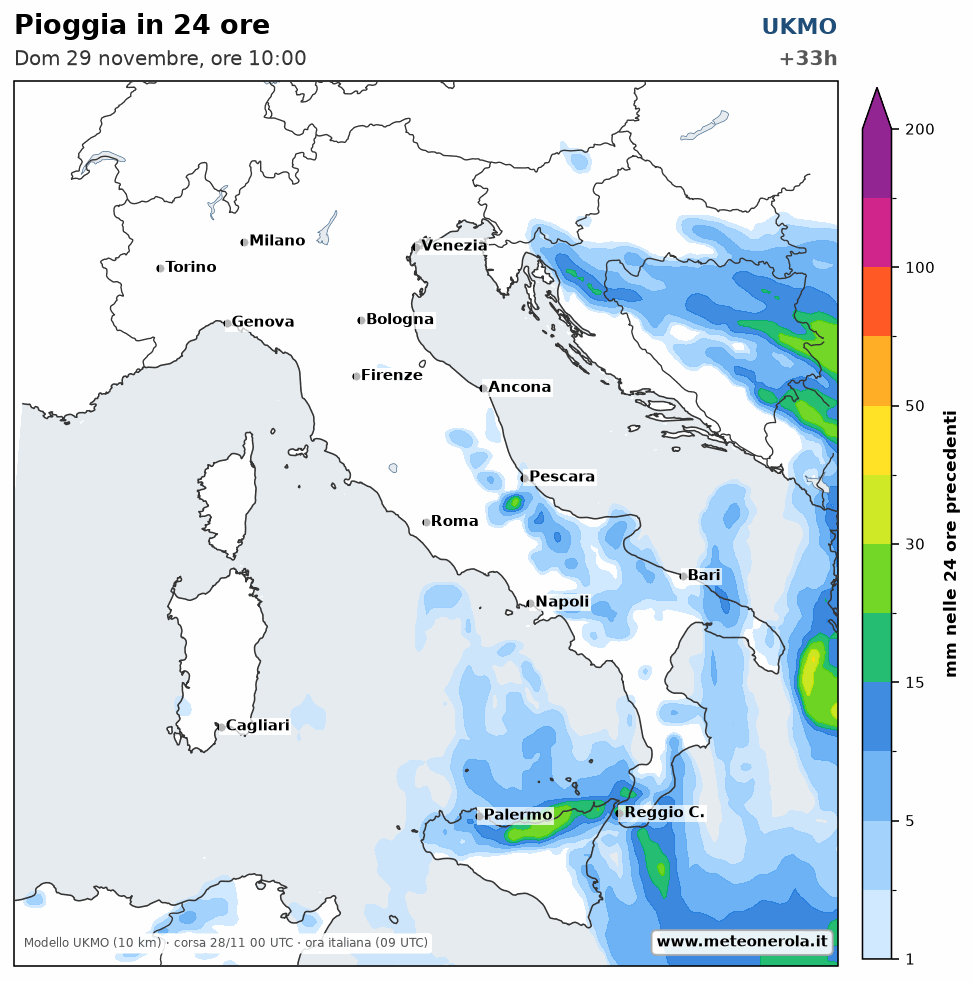 Pioggia in 24 ore
UKMO
Dom 29 novembre, ore 10:00
+33h
200
100
50
30
15
5
1
mm nelle 24 ore precedenti
Milano
Venezia
Torino
Genova
Bologna
Firenze
Ancona
Pescara
Roma
Bari
Napoli
Cagliari
Palermo
Reggio C.
Modello UKMO (10 km) · corsa 28/11 00 UTC · ora italiana (09 UTC)
www.meteonerola.it